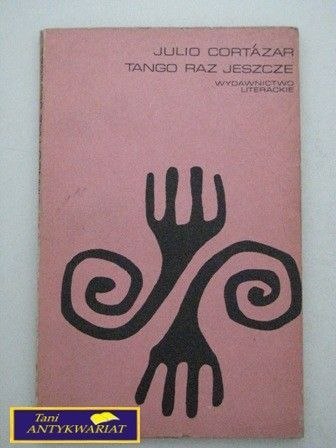 JULIO CORTÁZAR
TANGO RAZ JESZCZE
WYDAWNICTWO
LITERACKIE
Tani
ANTYKWARIAT